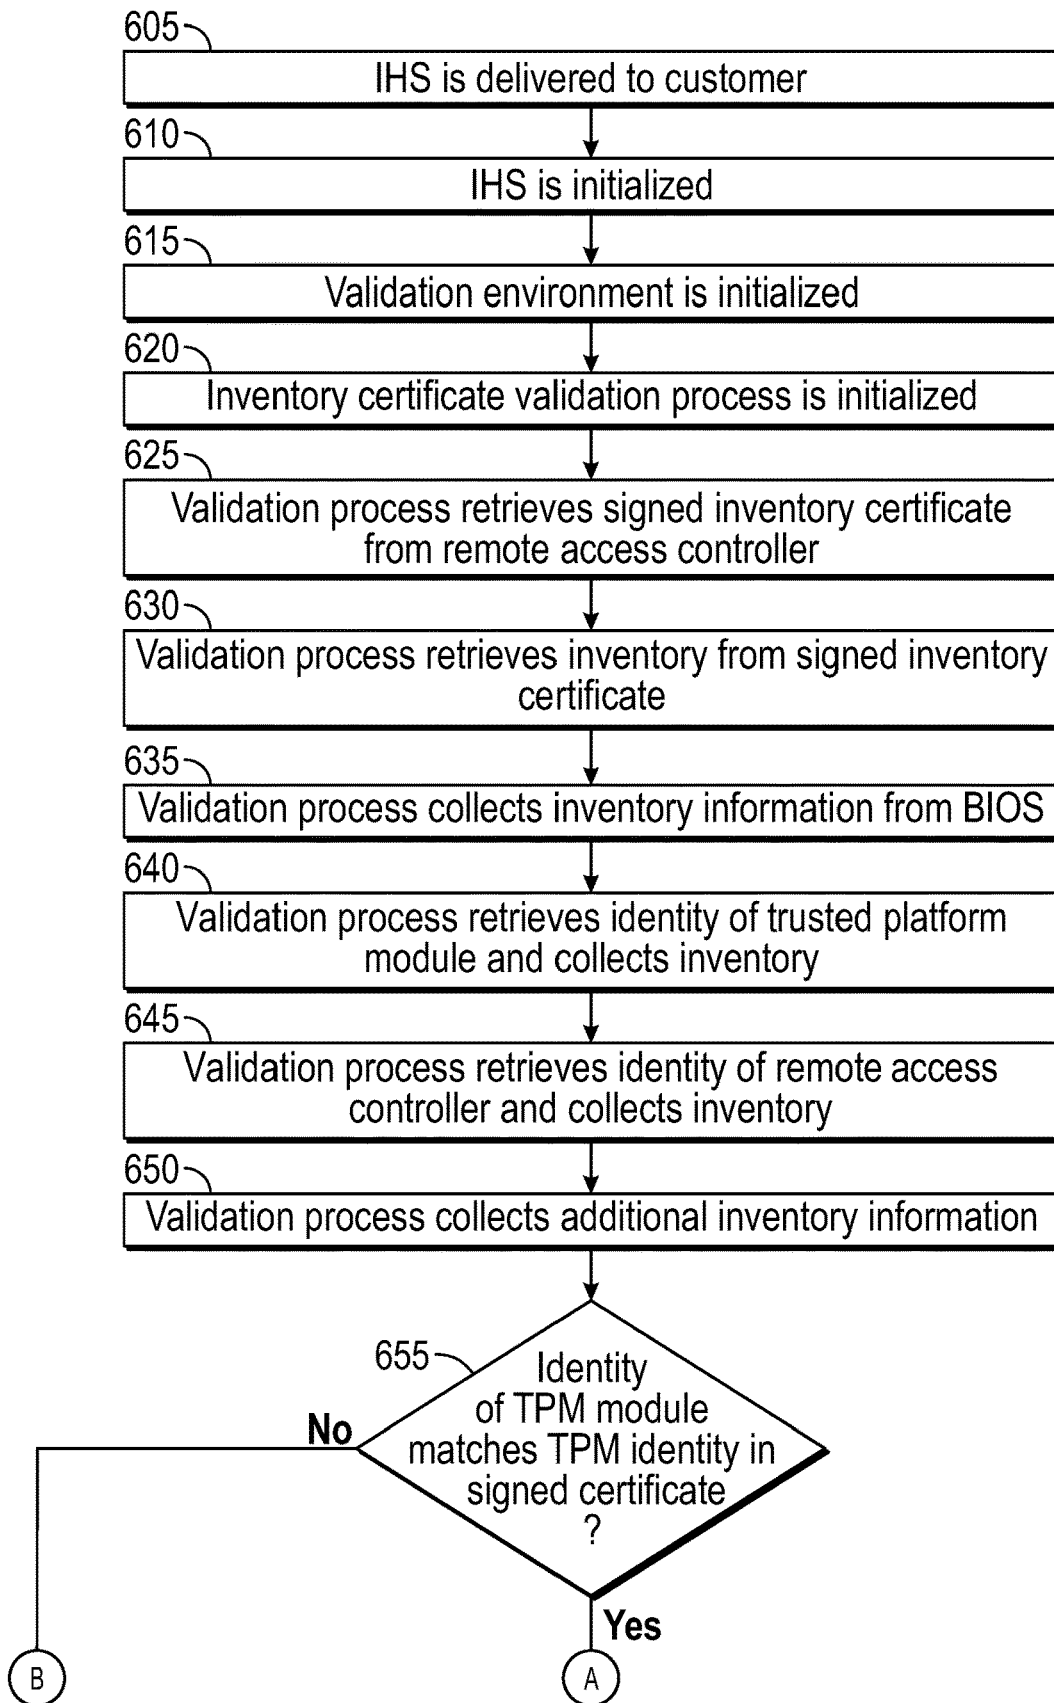 605
IHS is delivered to customer
610
IHS is initialized
615
Validation environment is initialized
620
Inventory certificate validation process is initialized
625
Validation process retrieves signed inventory certificate
from remote access controller
630
Validation process retrieves inventory from signed inventory
certificate
635
Validation process collects inventory information from BIOS
640
Validation process retrieves identity of trusted platform
module and collects inventory
645
Validation process retrieves identity of remote access
controller and collects inventory
650
Validation process collects additional inventory information
655
Identity
of TPM module
matches TPM identity in
signed certificate
?
No
Yes
B
A